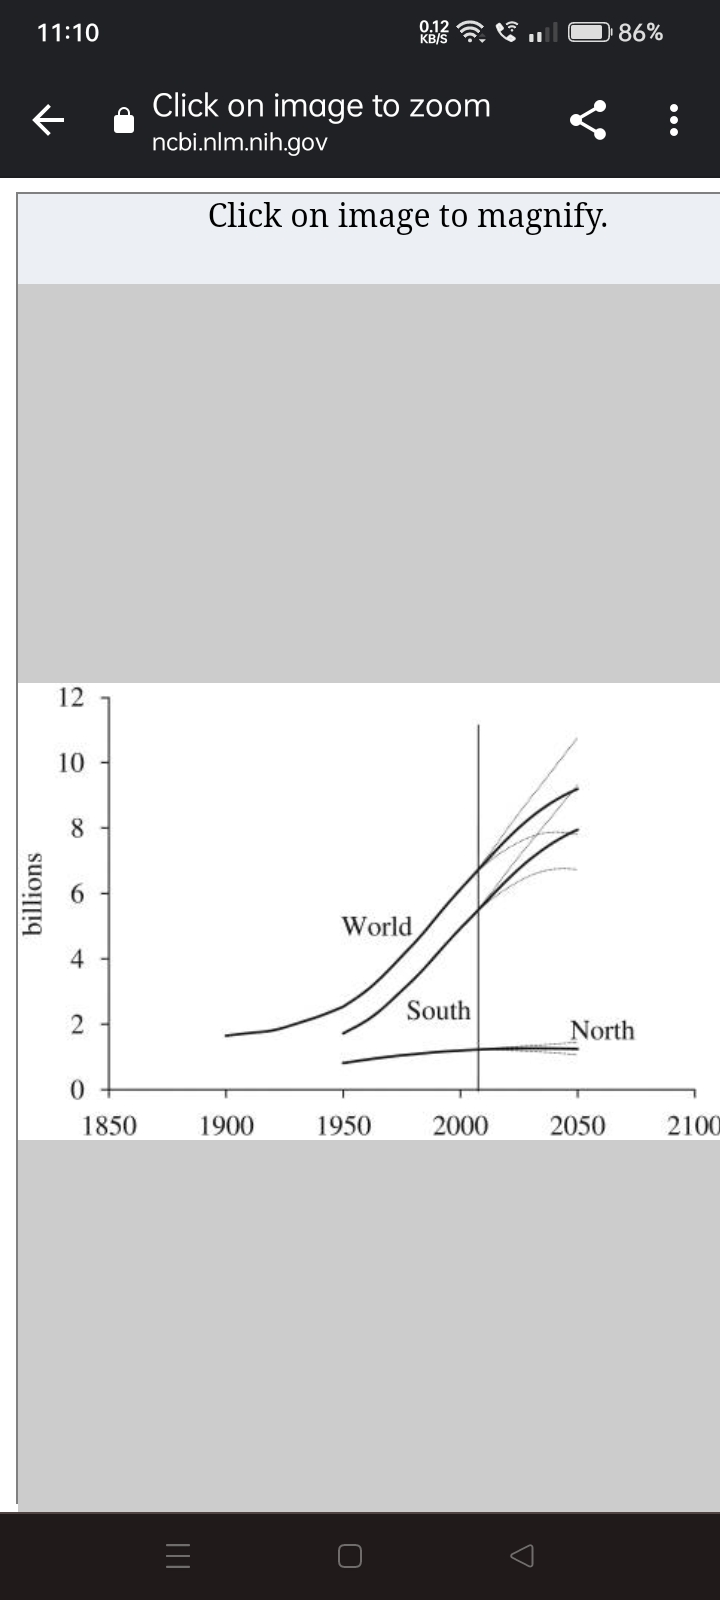 11:10
0.12
KB/S
86%
Click on image to zoom
ncbi.nlm.nih.gov
Click on image to magnify.
12
10
8
6
4
2
0
billions
World
South
North
1850 1900 1950 2000 2050 2100